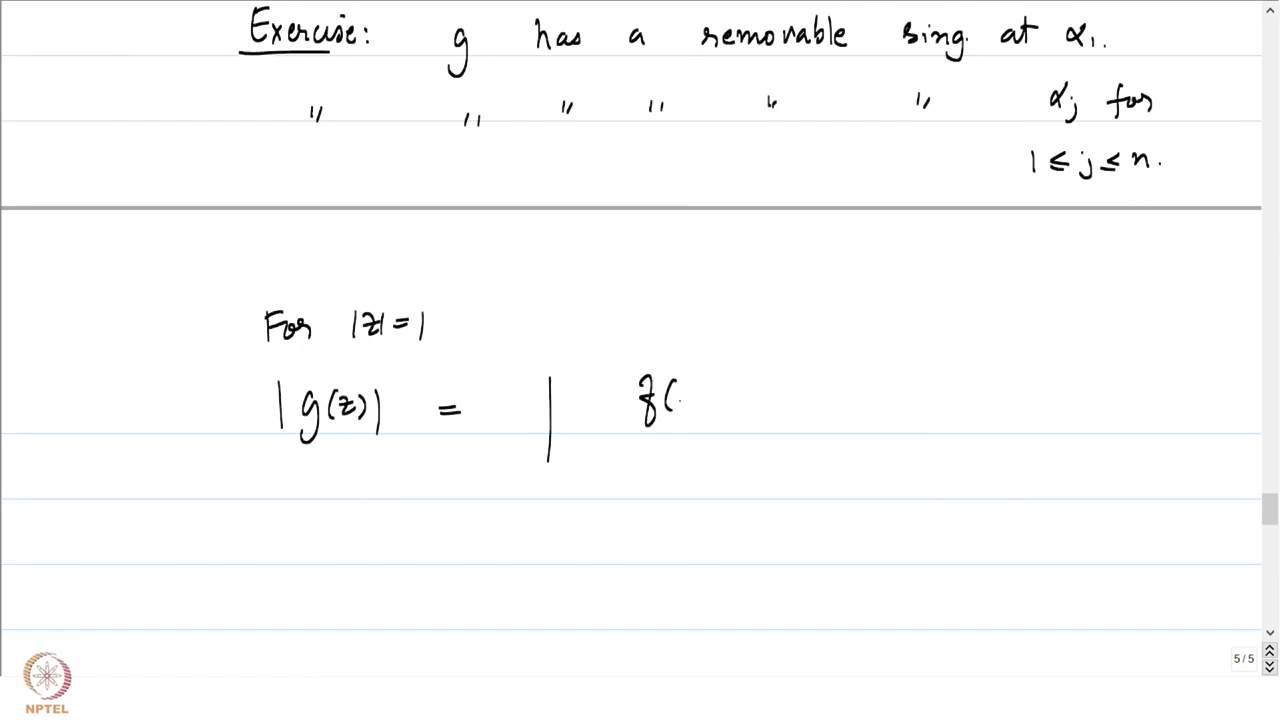 Exercise: g has a removable sing. at α₁.
" " " " " " αⱼ for
1 ≤ j ≤ n.
For |z| = 1
|g(z)| = | f(
5 / 5
NPTEL